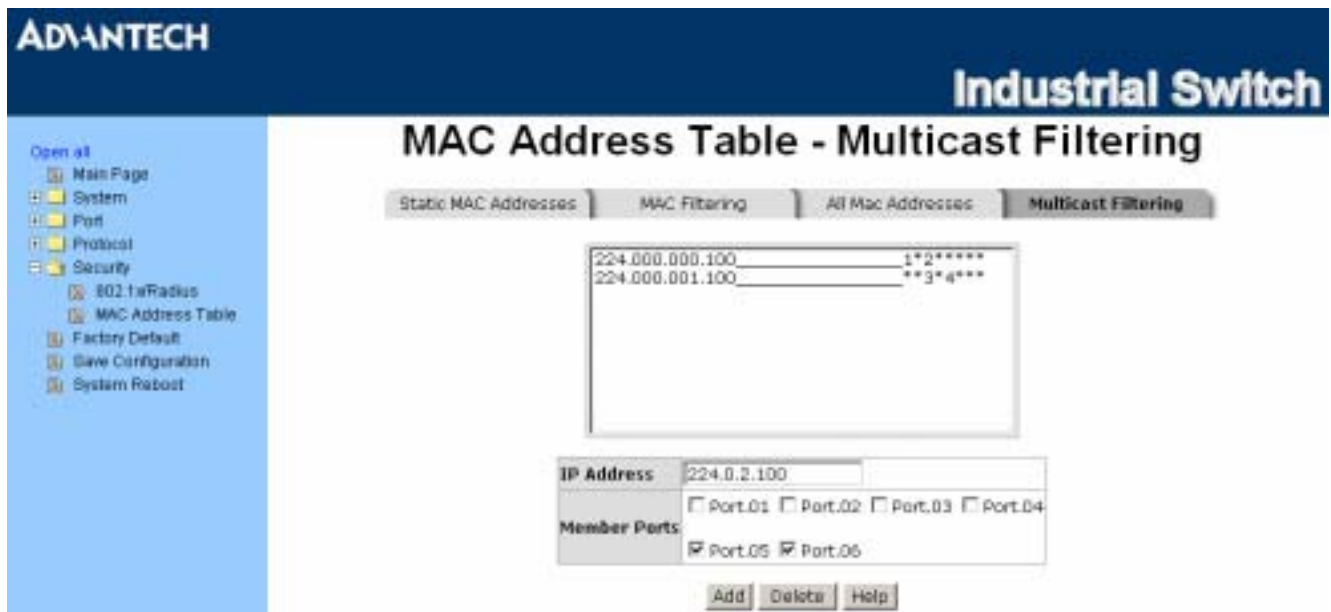 ADVANTECH
Industrial Switch
Open all
Main Page
System
Port
Protocol
Security
802.1x/Radius
MAC Address Table
Factory Default
Save Configuration
System Reboot
MAC Address Table - Multicast Filtering
Static MAC Addresses MAC Filtering All Mac Addresses Multicast Filtering
224.000.000.100____________________1*2*****
224.000.001.100____________________**3*4***
IP Address 224.0.2.100
Member Ports
Port.01 Port.02 Port.03 Port.04
Port.05 Port.06
Add Delete Help